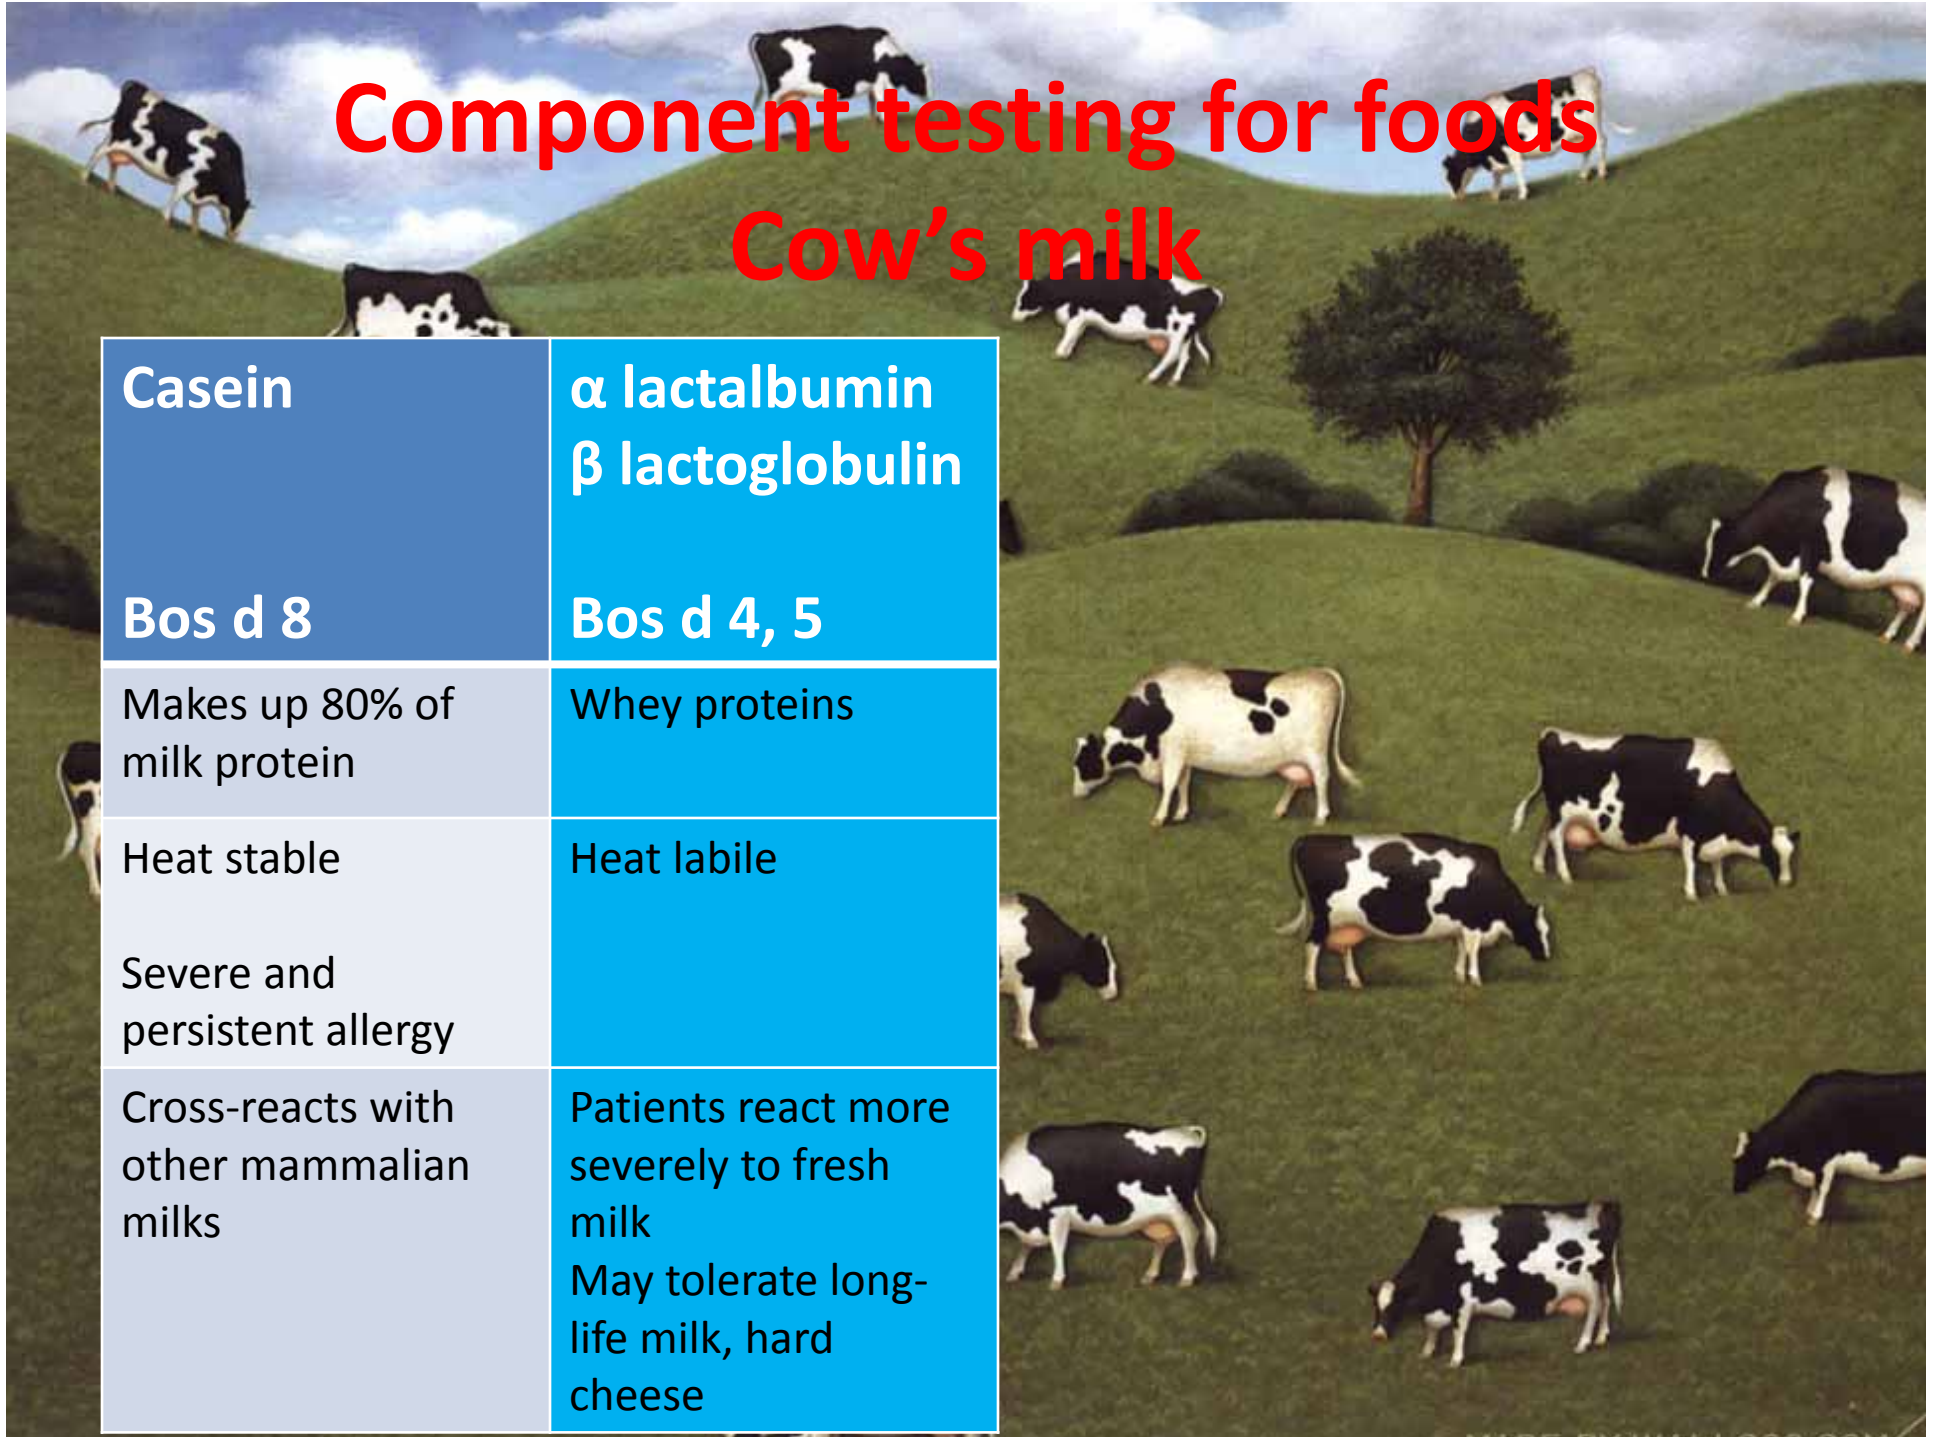 Component testing for foods
Cow’s milk
Casein
Bos d 8
α lactalbumin
β lactoglobulin
Bos d 4, 5
Makes up 80% of
milk protein
Whey proteins
Heat stable
Severe and
persistent allergy
Heat labile
Cross-reacts with
other mammalian
milks
Patients react more
severely to fresh
milk
May tolerate long-
life milk, hard
cheese